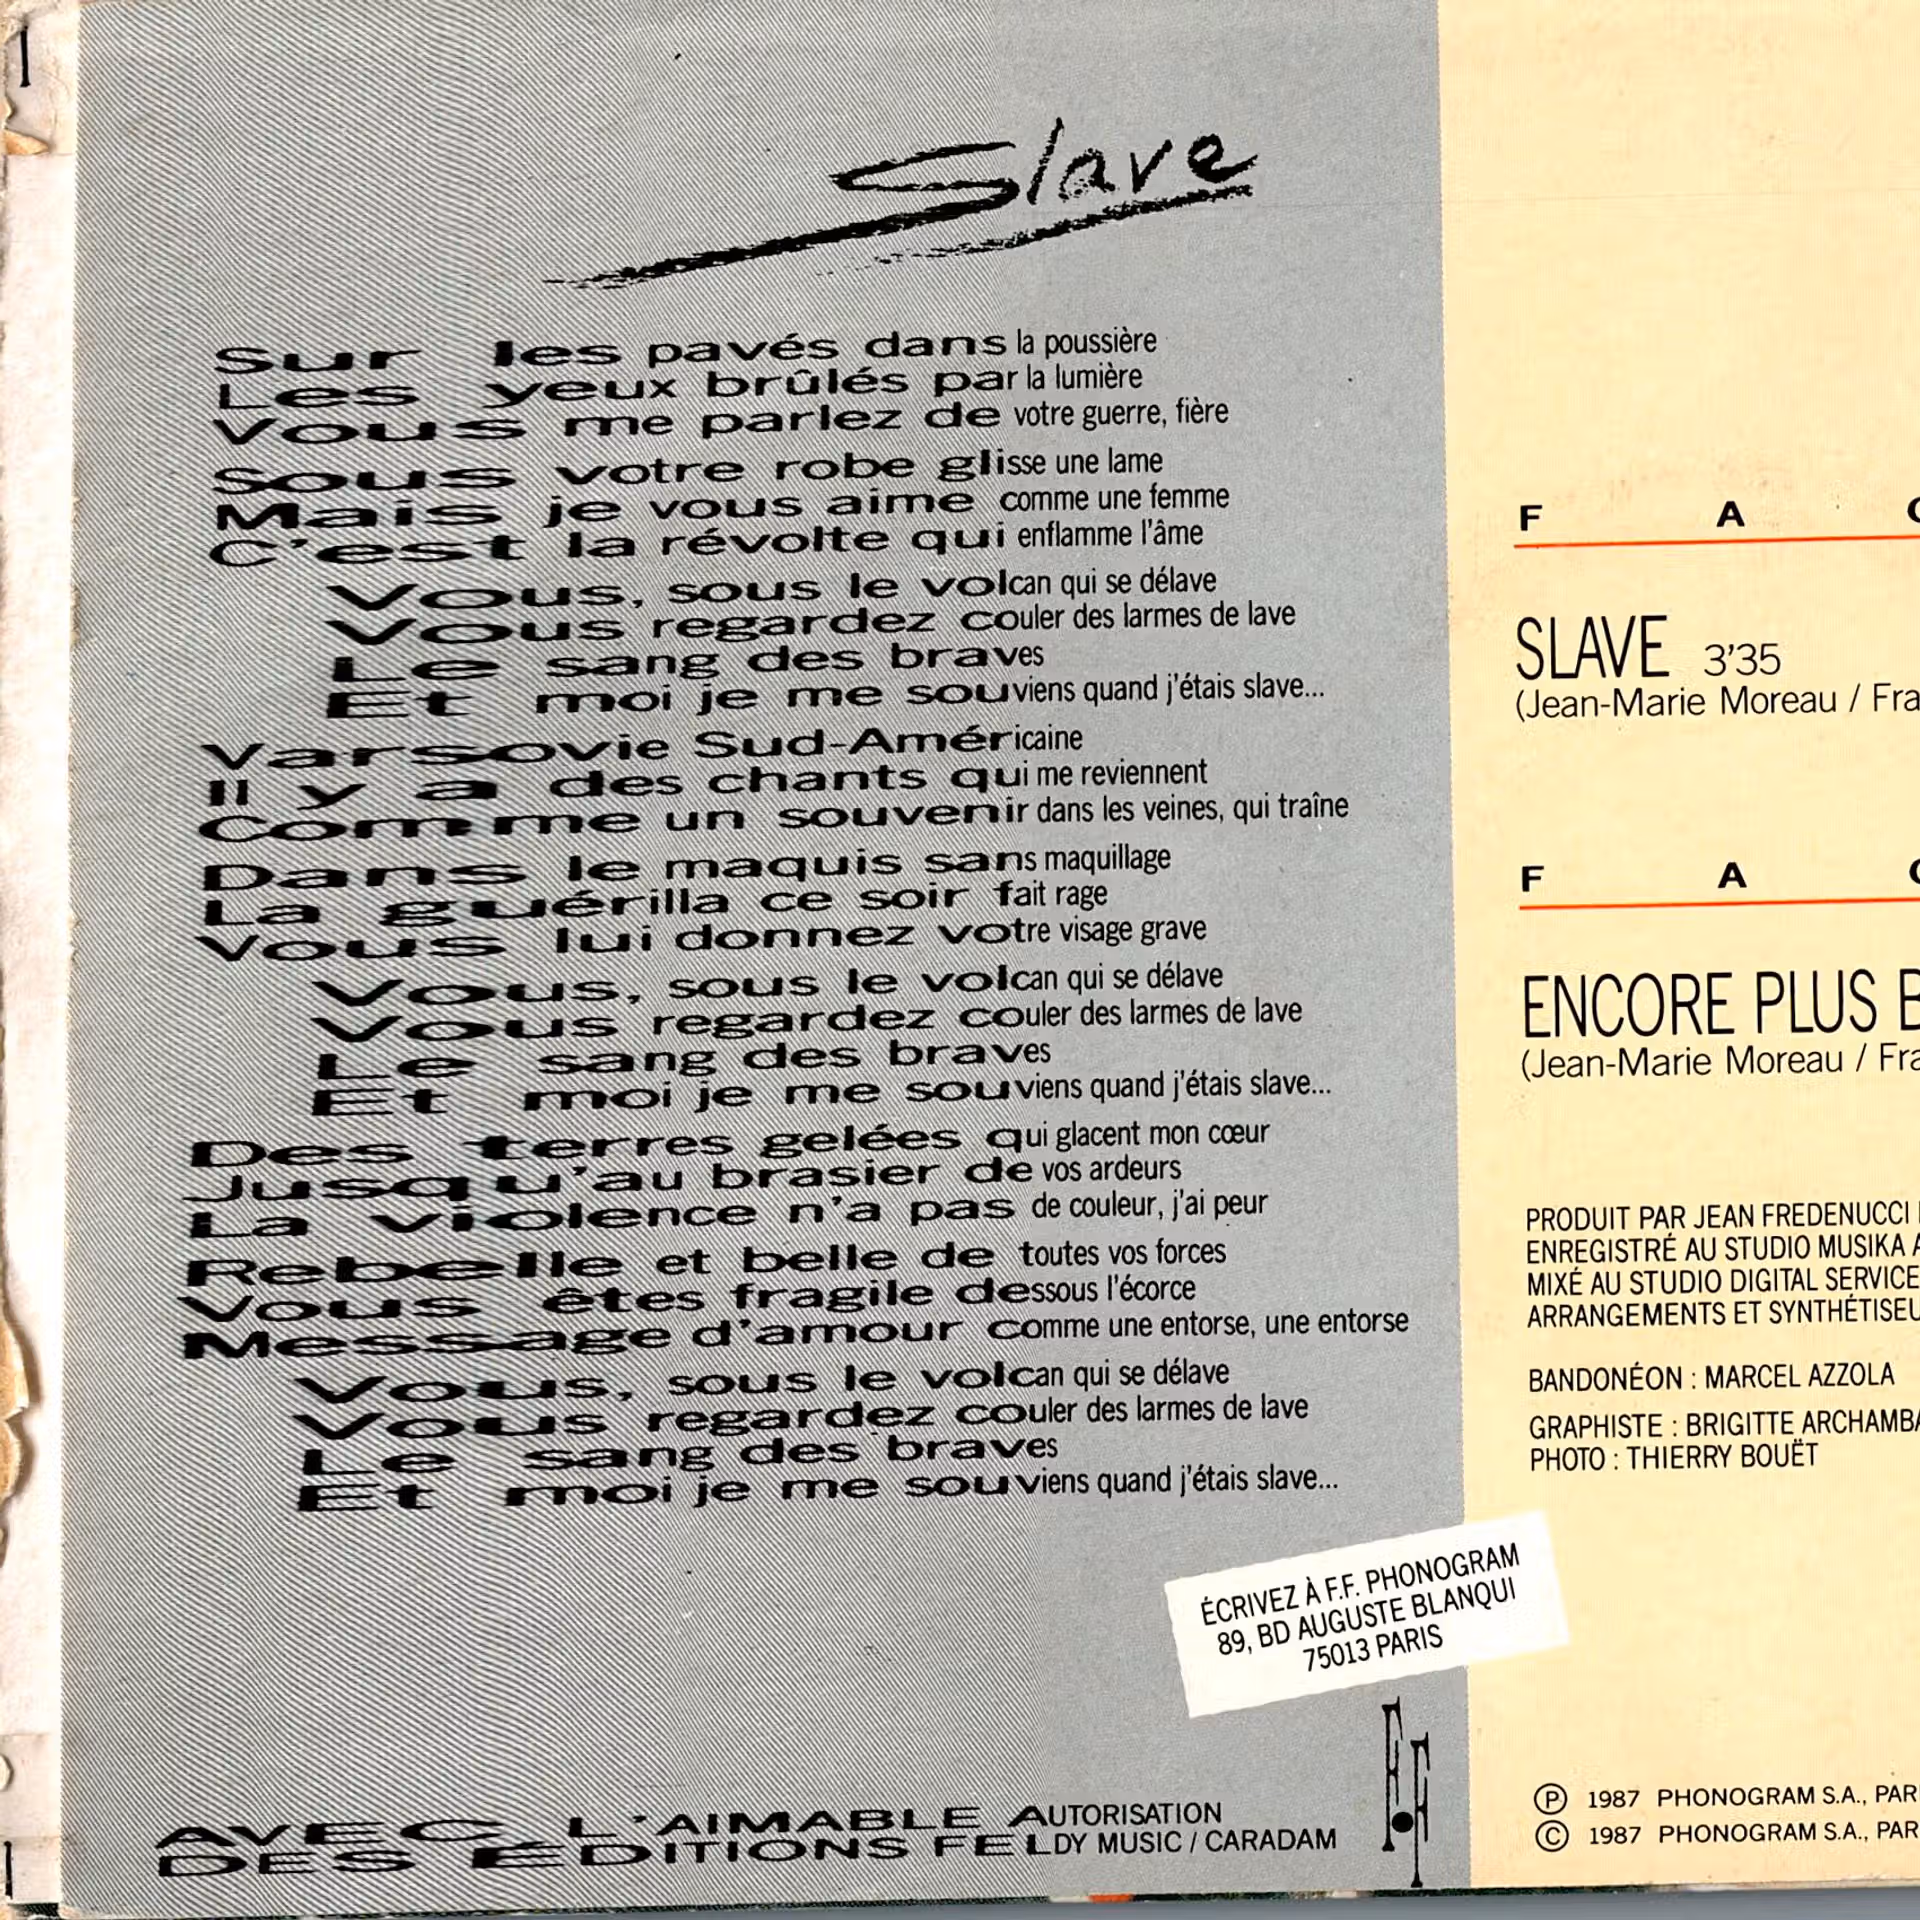 Slave
Sur les pavés dans la poussière
Les yeux brûlés par la lumière
Vous me parlez de votre guerre, fière
Sous votre robe glisse une lame
Mais je vous aime comme une femme
C'est la révolte qui enflamme l'âme
Vous, sous le volcan qui se délave
Vous regardez couler des larmes de lave
Le sang des braves
Et moi je me souviens quand j'étais slave...
Varsovie Sud-Américaine
Il y a des chants qui me reviennent
Comme un souvenir dans les veines, qui traîne
Dans le maquis sans maquillage
La guérilla ce soir fait rage
Vous lui donnez votre visage grave
Vous, sous le volcan qui se délave
Vous regardez couler des larmes de lave
Le sang des braves
Et moi je me souviens quand j'étais slave...
Des terres gelées qui glacent mon cœur
Jusqu'au brasier de vos ardeurs
La violence n'a pas de couleur, j'ai peur
Rebelle et belle de toutes vos forces
Vous êtes fragile dessous l'écorce
Message d'amour comme une entorse, une entorse
Vous, sous le volcan qui se délave
Vous regardez couler des larmes de lave
Le sang des braves
Et moi je me souviens quand j'étais slave...
ÉCRIVEZ À F.F. PHONOGRAM
89, BD AUGUSTE BLANQUI
75013 PARIS
AVEC L'AIMABLE AUTORISATION
DES ÉDITIONS FELDY MUSIC / CARADAM
FF
F A
SLAVE 3'35
(Jean-Marie Moreau / Fra
F A
ENCORE PLUS B
(Jean-Marie Moreau / Fra
PRODUIT PAR JEAN FREDENUCCI
ENREGISTRÉ AU STUDIO MUSIKA A
MIXÉ AU STUDIO DIGITAL SERVICE
ARRANGEMENTS ET SYNTHÉTISEU
BANDONÉON : MARCEL AZZOLA
GRAPHISTE : BRIGITTE ARCHAMBA
PHOTO : THIERRY BOUËT
Ⓟ 1987 PHONOGRAM S.A., PAR
© 1987 PHONOGRAM S.A., PAR